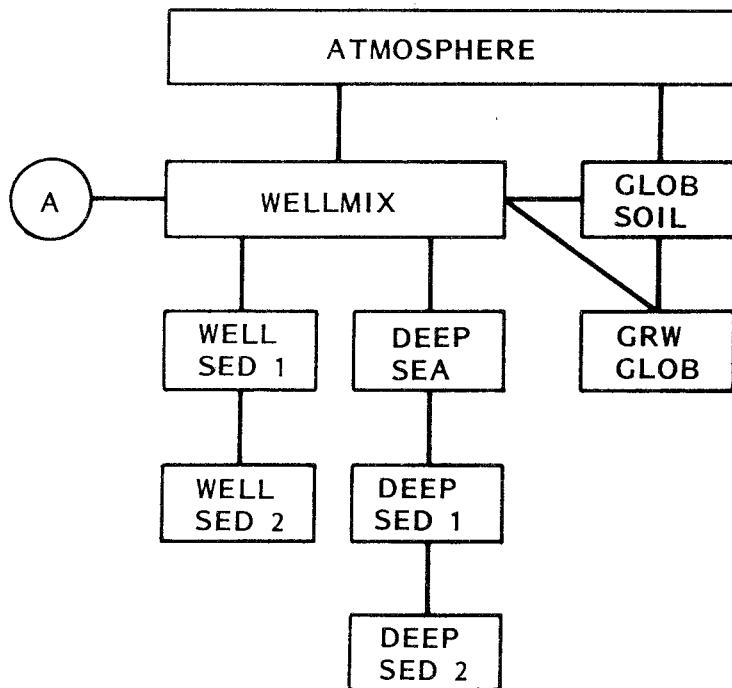 ATMOSPHERE
A
WELLMIX
GLOB
SOIL
WELL
SED 1
DEEP
SEA
GRW
GLOB
WELL
SED 2
DEEP
SED 1
DEEP
SED 2